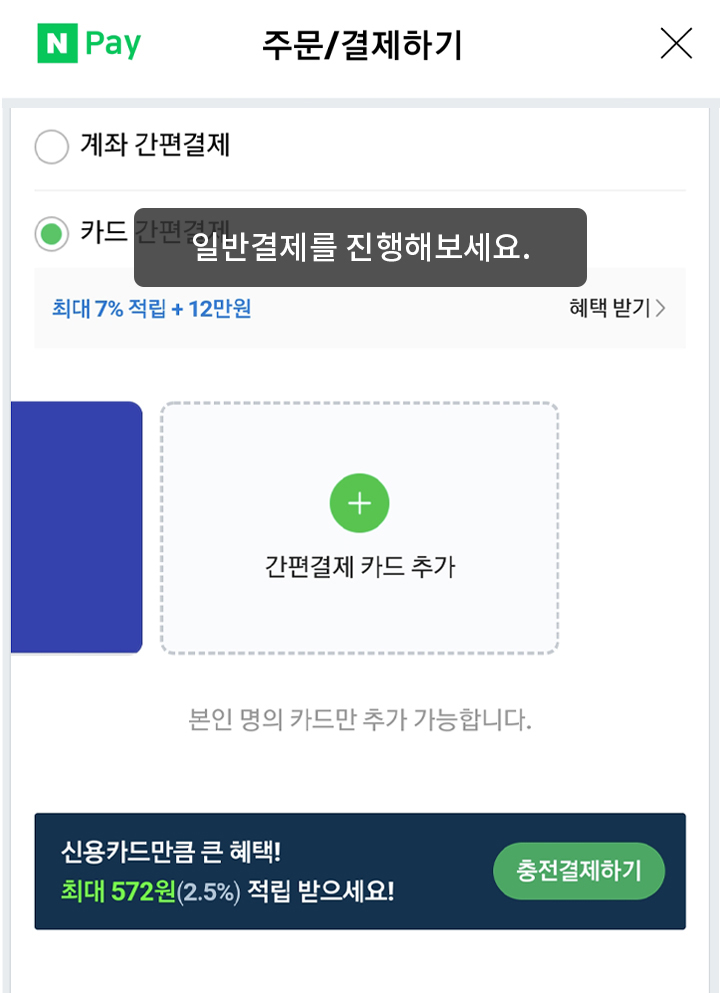 N Pay 주문/결제하기
계좌 간편결제
카드 간편결제
일반결제를 진행해보세요.
최대 7% 적립 + 12만원 혜택 받기
간편결제 카드 추가
본인 명의 카드만 추가 가능합니다.
신용카드만큼 큰 혜택!
최대 572원(2.5%) 적립 받으세요!
충전결제하기